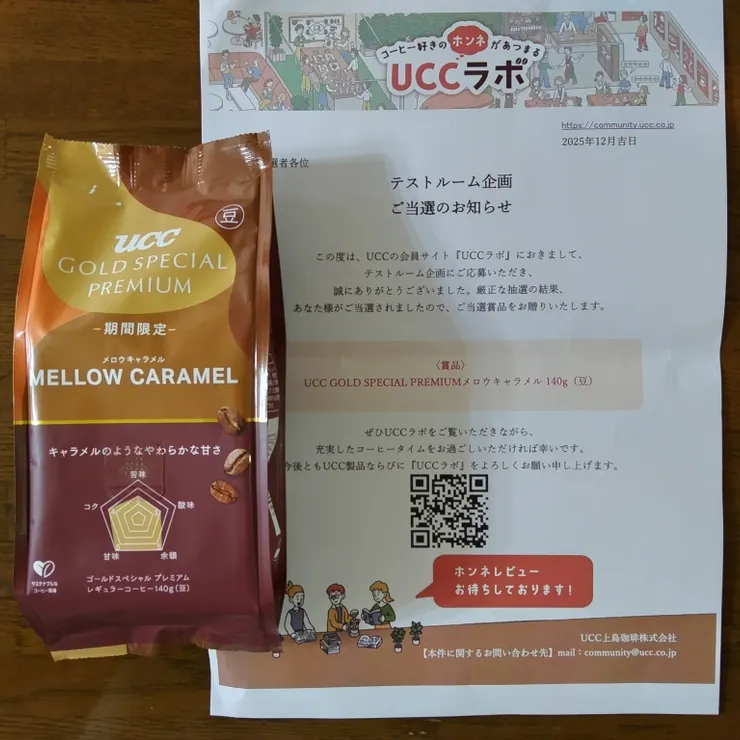 コーヒー好きのホンネがあつまる
UCCラボ
https://community.ucc.co.jp
2025年12月吉日
選者各位
テストルーム企画
ご当選のお知らせ
この度は、UCCの会員サイト『UCCラボ』におきまして、
テストルーム企画にご応募いただき、
誠にありがとうございました。厳正な抽選の結果、
あなた様がご当選されましたので、ご当選賞品をお贈りいたします。
〈賞品〉
UCC GOLD SPECIAL PREMIUMメロウキャラメル 140g（豆）
ぜひUCCラボをご覧いただきながら、
充実したコーヒータイムをお過ごしいただければ幸いです。
今後ともUCC製品ならびに『UCCラボ』をよろしくお願い申し上げます。
ホンネレビュー
お待ちしております！
UCC上島珈琲株式会社
【本件に関するお問い合わせ先】mail：community@ucc.co.jp
豆
UCC
GOLD SPECIAL
PREMIUM
−期間限定−
メロウキャラメル
MELLOW CARAMEL
キャラメルのようなやわらかな甘さ
苦味
コク
酸味
甘味
余韻
サステナブルな
コーヒー調達
ゴールドスペシャル プレミアム
レギュラーコーヒー140g（豆）